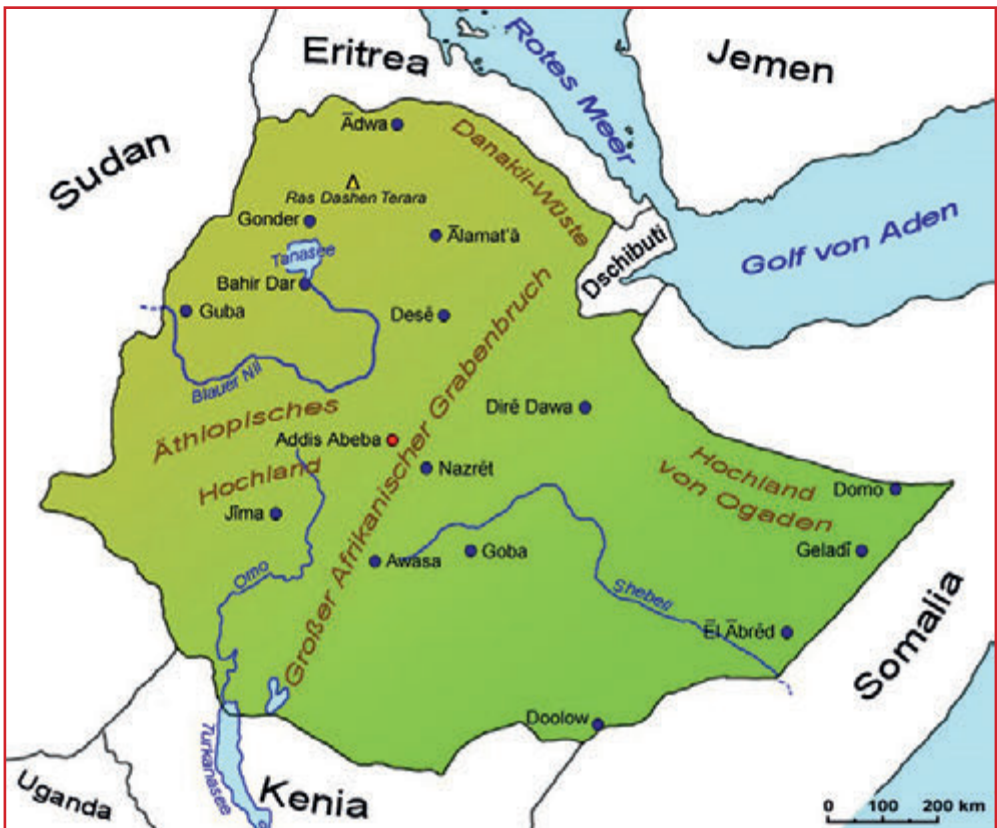 Eritrea
Rotes Meer
Jemen
Sudan
Ādwa
Danakil-Wüste
Ras Dashen Terara
Gonder
Ālamat'ā
Tanasee
Dschibuti
Golf von Aden
Bahir Dar
Guba
Desē
Blauer Nil
Großer Afrikanischer Grabenbruch
Äthiopisches
Hochland
Addis Abeba
Dirē Dawa
Nazrēt
Hochland
von Ogaden
Domo
Jīma
Geladī
Awasa
Goba
Omo
Shebeli
Ēl Ābrēd
Somalia
Doolow
Turkanasee
Uganda
Kenia
0 100 200 km